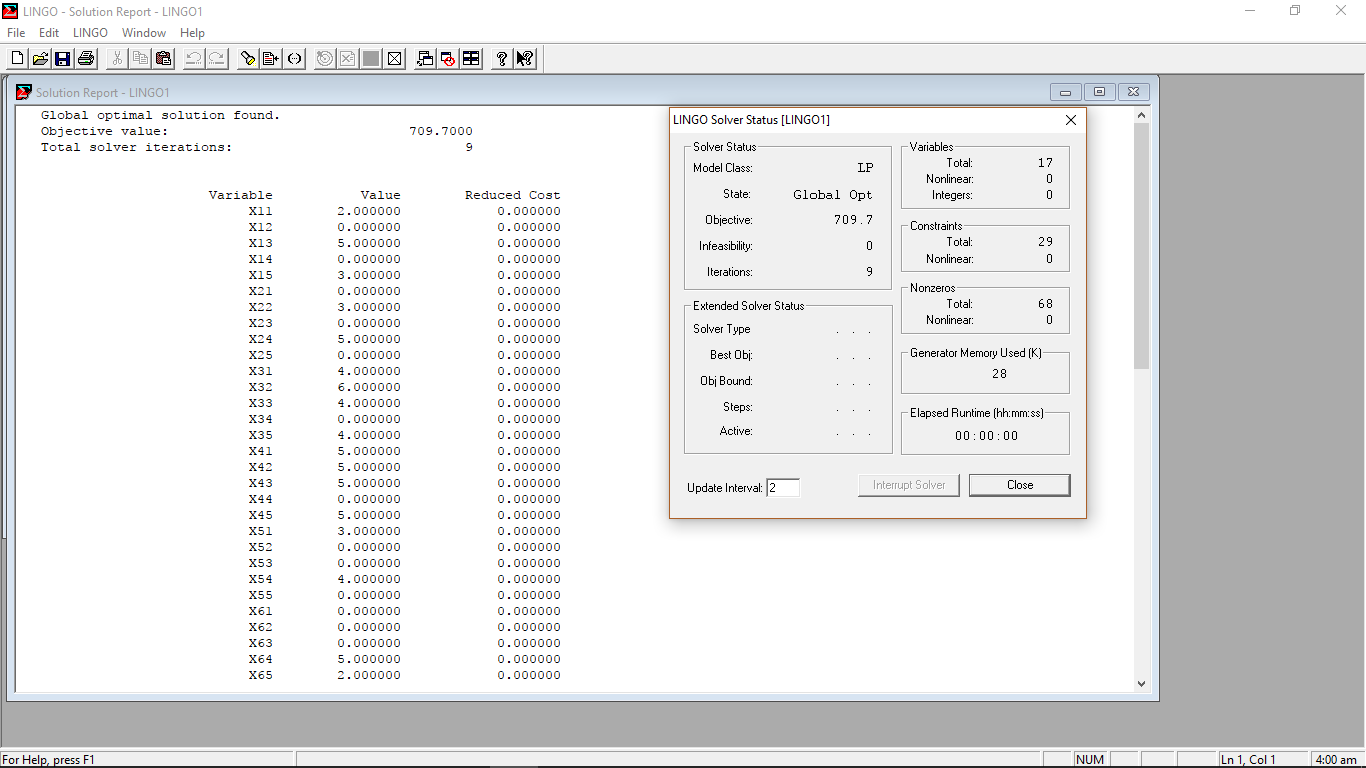 LINGO - Solution Report - LINGO1
File Edit LINGO Window Help
Solution Report - LINGO1
Global optimal solution found.
Objective value: 709.7000
Total solver iterations: 9
Variable Value Reduced Cost
X11 2.000000 0.000000
X12 0.000000 0.000000
X13 5.000000 0.000000
X14 0.000000 0.000000
X15 3.000000 0.000000
X21 0.000000 0.000000
X22 3.000000 0.000000
X23 0.000000 0.000000
X24 5.000000 0.000000
X25 0.000000 0.000000
X31 4.000000 0.000000
X32 6.000000 0.000000
X33 4.000000 0.000000
X34 0.000000 0.000000
X35 4.000000 0.000000
X41 5.000000 0.000000
X42 5.000000 0.000000
X43 5.000000 0.000000
X44 0.000000 0.000000
X45 5.000000 0.000000
X51 3.000000 0.000000
X52 0.000000 0.000000
X53 0.000000 0.000000
X54 4.000000 0.000000
X55 0.000000 0.000000
X61 0.000000 0.000000
X62 0.000000 0.000000
X63 0.000000 0.000000
X64 5.000000 0.000000
X65 2.000000 0.000000
LINGO Solver Status [LINGO1]
Solver Status
Model Class: LP
State: Global Opt
Objective: 709.7
Infeasibility: 0
Iterations: 9
Extended Solver Status
Solver Type . . .
Best Obj: . . .
Obj Bound: . . .
Steps: . . .
Active: . . .
Variables
Total: 17
Nonlinear: 0
Integers: 0
Constraints
Total: 29
Nonlinear: 0
Nonzeros
Total: 68
Nonlinear: 0
Generator Memory Used (K)
28
Elapsed Runtime (hh:mm:ss)
00:00:00
Update Interval: 2
Interrupt Solver
Close
For Help, press F1
NUM
Ln 1, Col 1
4:00 am